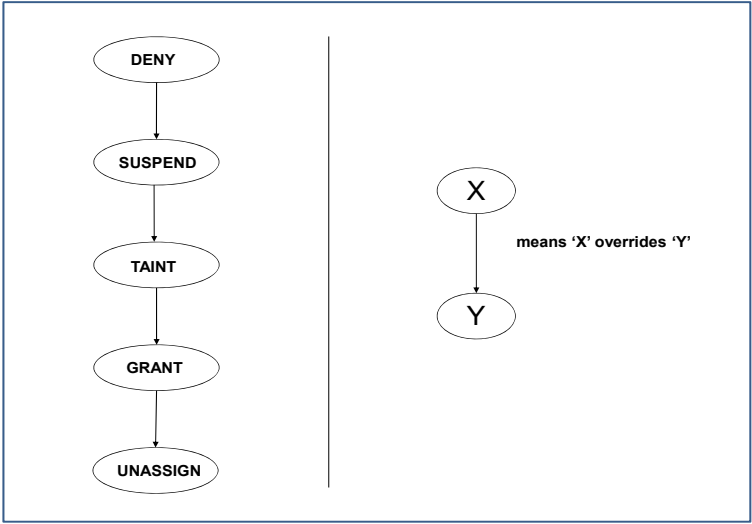 DENY
SUSPEND
TAINT
GRANT
UNASSIGN
X
means ‘X’ overrides ‘Y’
Y